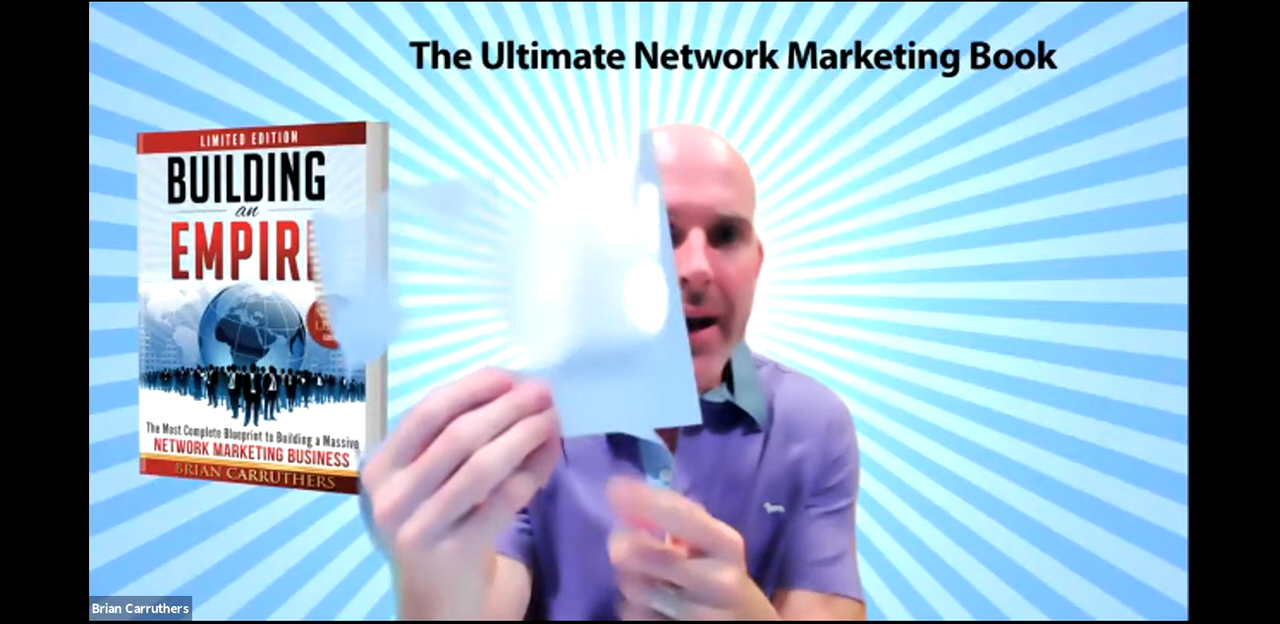 The Ultimate Network Marketing Book
LIMITED EDITION
BUILDING
an
EMPIR
The Most Complete Blueprint to Building a Massive
NETWORK MARKETING BUSINESS
BRIAN CARRUTHERS
Brian Carruthers